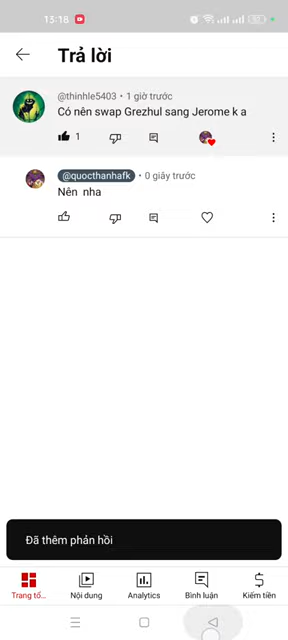 15:18
Trả lời
@thinhle5403 • 1 giờ trước
Có nên swap Grezhul sang Jerome k a
1
@quocthanhafk • 0 giây trước
Nên nha
Đã thêm phản hồi
Trang tổ...
Nội dung
Analytics
Bình luận
Kiếm tiền